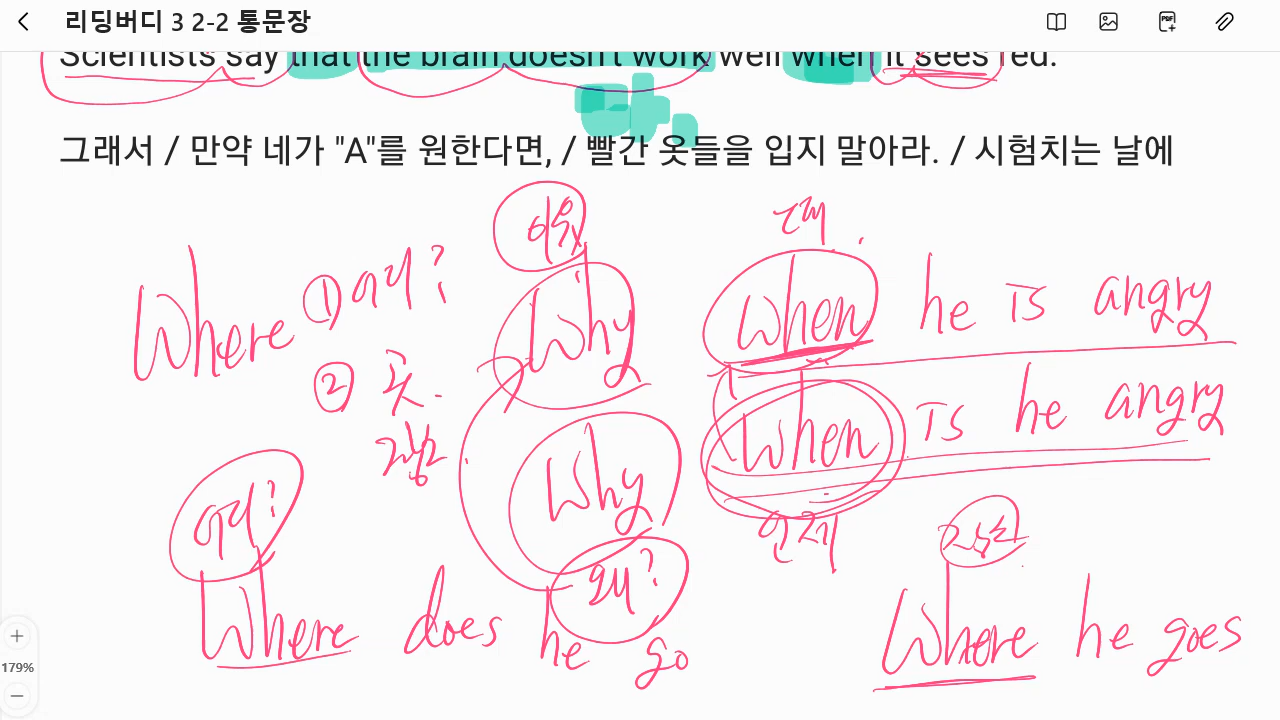 리딩버디 3 2-2 통문장
Scientists say that the brain doesn't work well when it sees red.
그래서 / 만약 네가 "A"를 원한다면, / 빨간 옷들을 입지 말아라. / 시험치는 날에
이유 때
Where ① 어디? Why when he is angry
② 곳. when is he angry
장소 Why
어디? 왜? 언제 장소
Where does he go Where he goes
179%